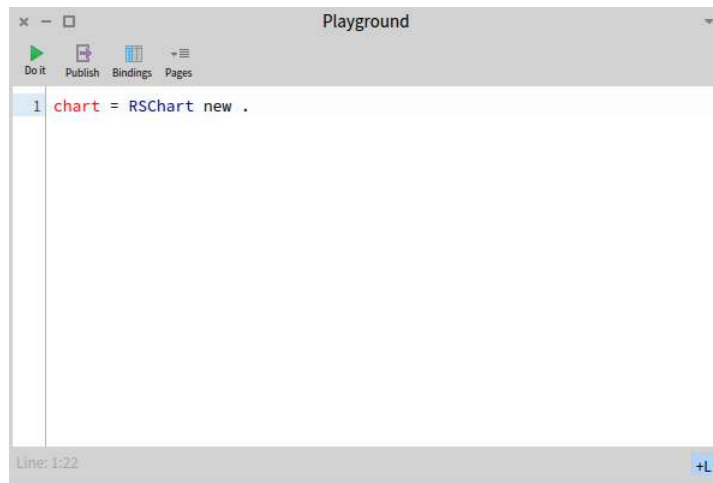 Playground
Do it Publish Bindings Pages
1 chart = RSChart new .
Line: 1:22 +L